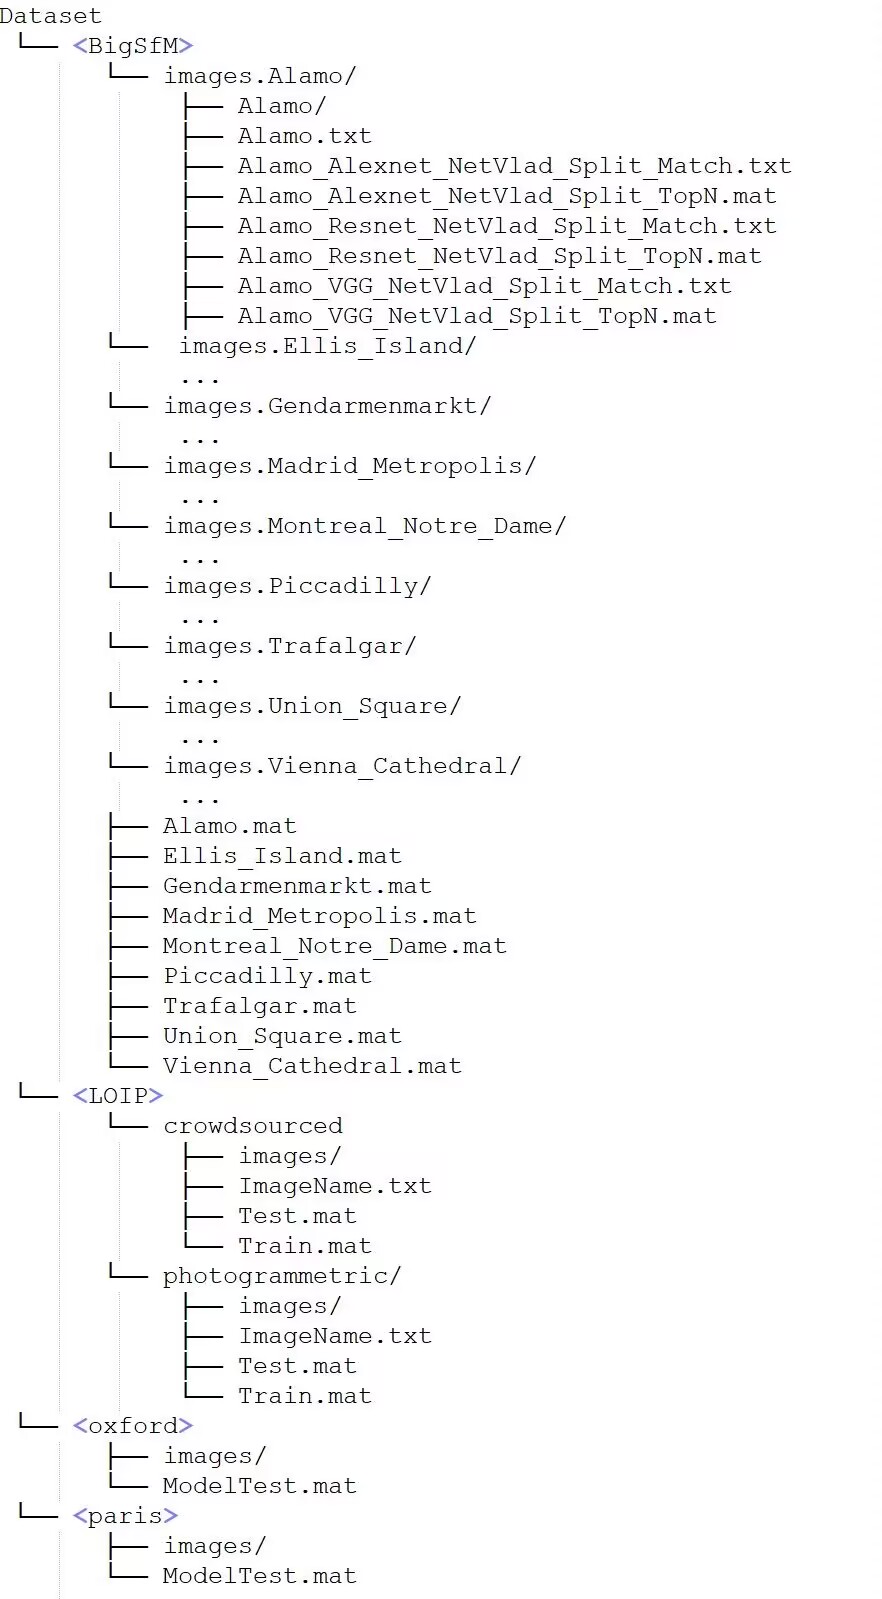 Dataset
└── <BigSfM>
└── images.Alamo/
├── Alamo/
├── Alamo.txt
├── Alamo_Alexnet_NetVlad_Split_Match.txt
├── Alamo_Alexnet_NetVlad_Split_TopN.mat
├── Alamo_Resnet_NetVlad_Split_Match.txt
├── Alamo_Resnet_NetVlad_Split_TopN.mat
├── Alamo_VGG_NetVlad_Split_Match.txt
├── Alamo_VGG_NetVlad_Split_TopN.mat
└── images.Ellis_Island/
...
└── images.Gendarmenmarkt/
...
└── images.Madrid_Metropolis/
...
└── images.Montreal_Notre_Dame/
...
└── images.Piccadilly/
...
└── images.Trafalgar/
...
└── images.Union_Square/
...
└── images.Vienna_Cathedral/
...
├── Alamo.mat
├── Ellis_Island.mat
├── Gendarmenmarkt.mat
├── Madrid_Metropolis.mat
├── Montreal_Notre_Dame.mat
├── Piccadilly.mat
├── Trafalgar.mat
├── Union_Square.mat
└── Vienna_Cathedral.mat
└── <LOIP>
└── crowdsourced
├── images/
├── ImageName.txt
├── Test.mat
└── Train.mat
└── photogrammetric/
├── images/
├── ImageName.txt
├── Test.mat
└── Train.mat
└── <oxford>
├── images/
└── ModelTest.mat
└── <paris>
├── images/
└── ModelTest.mat